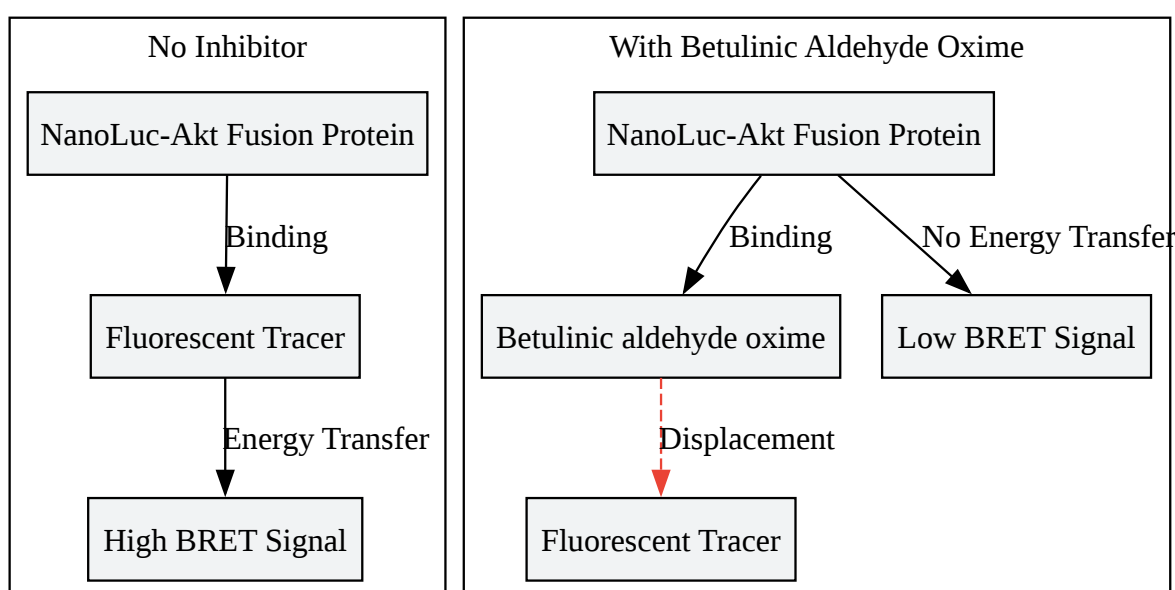 No Inhibitor
NanoLuc-Akt Fusion Protein
Binding
Fluorescent Tracer
Energy Transfer
High BRET Signal
With Betulinic Aldehyde Oxime
NanoLuc-Akt Fusion Protein
Binding
No Energy Transfer
Betulinic aldehyde oxime
Low BRET Signal
Displacement
Fluorescent Tracer